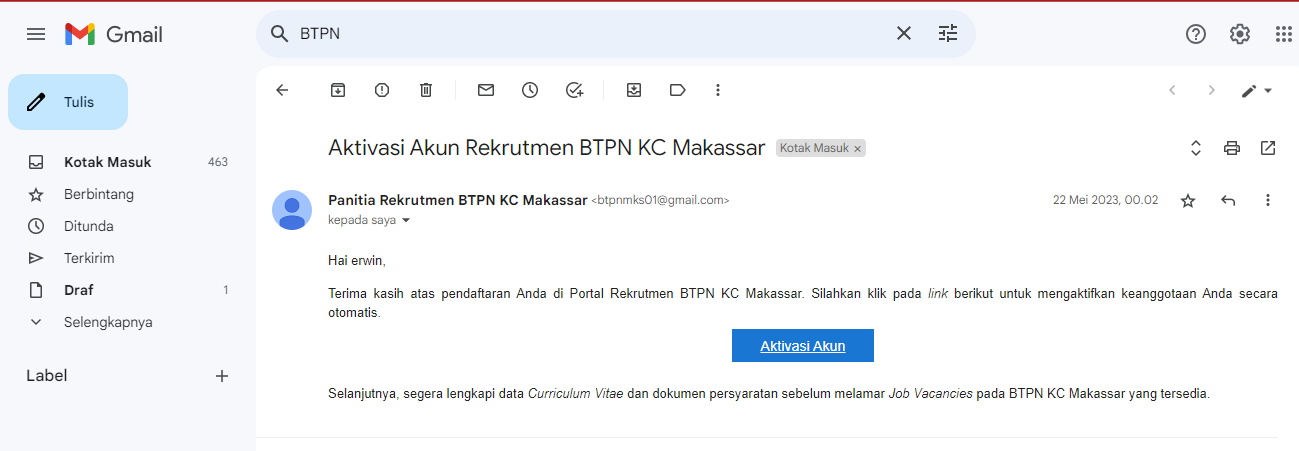 Gmail
BTPN
Tulis
Kotak Masuk 463
Berbintang
Ditunda
Terkirim
Draf 1
Selengkapnya
Label
Aktivasi Akun Rekrutmen BTPN KC Makassar Kotak Masuk ×
Panitia Rekrutmen BTPN KC Makassar <btpnmks01@gmail.com> 22 Mei 2023, 00.02
kepada saya
Hai erwin,
Terima kasih atas pendaftaran Anda di Portal Rekrutmen BTPN KC Makassar. Silahkan klik pada link berikut untuk mengaktifkan keanggotaan Anda secara
otomatis.
Aktivasi Akun
Selanjutnya, segera lengkapi data Curriculum Vitae dan dokumen persyaratan sebelum melamar Job Vacancies pada BTPN KC Makassar yang tersedia.